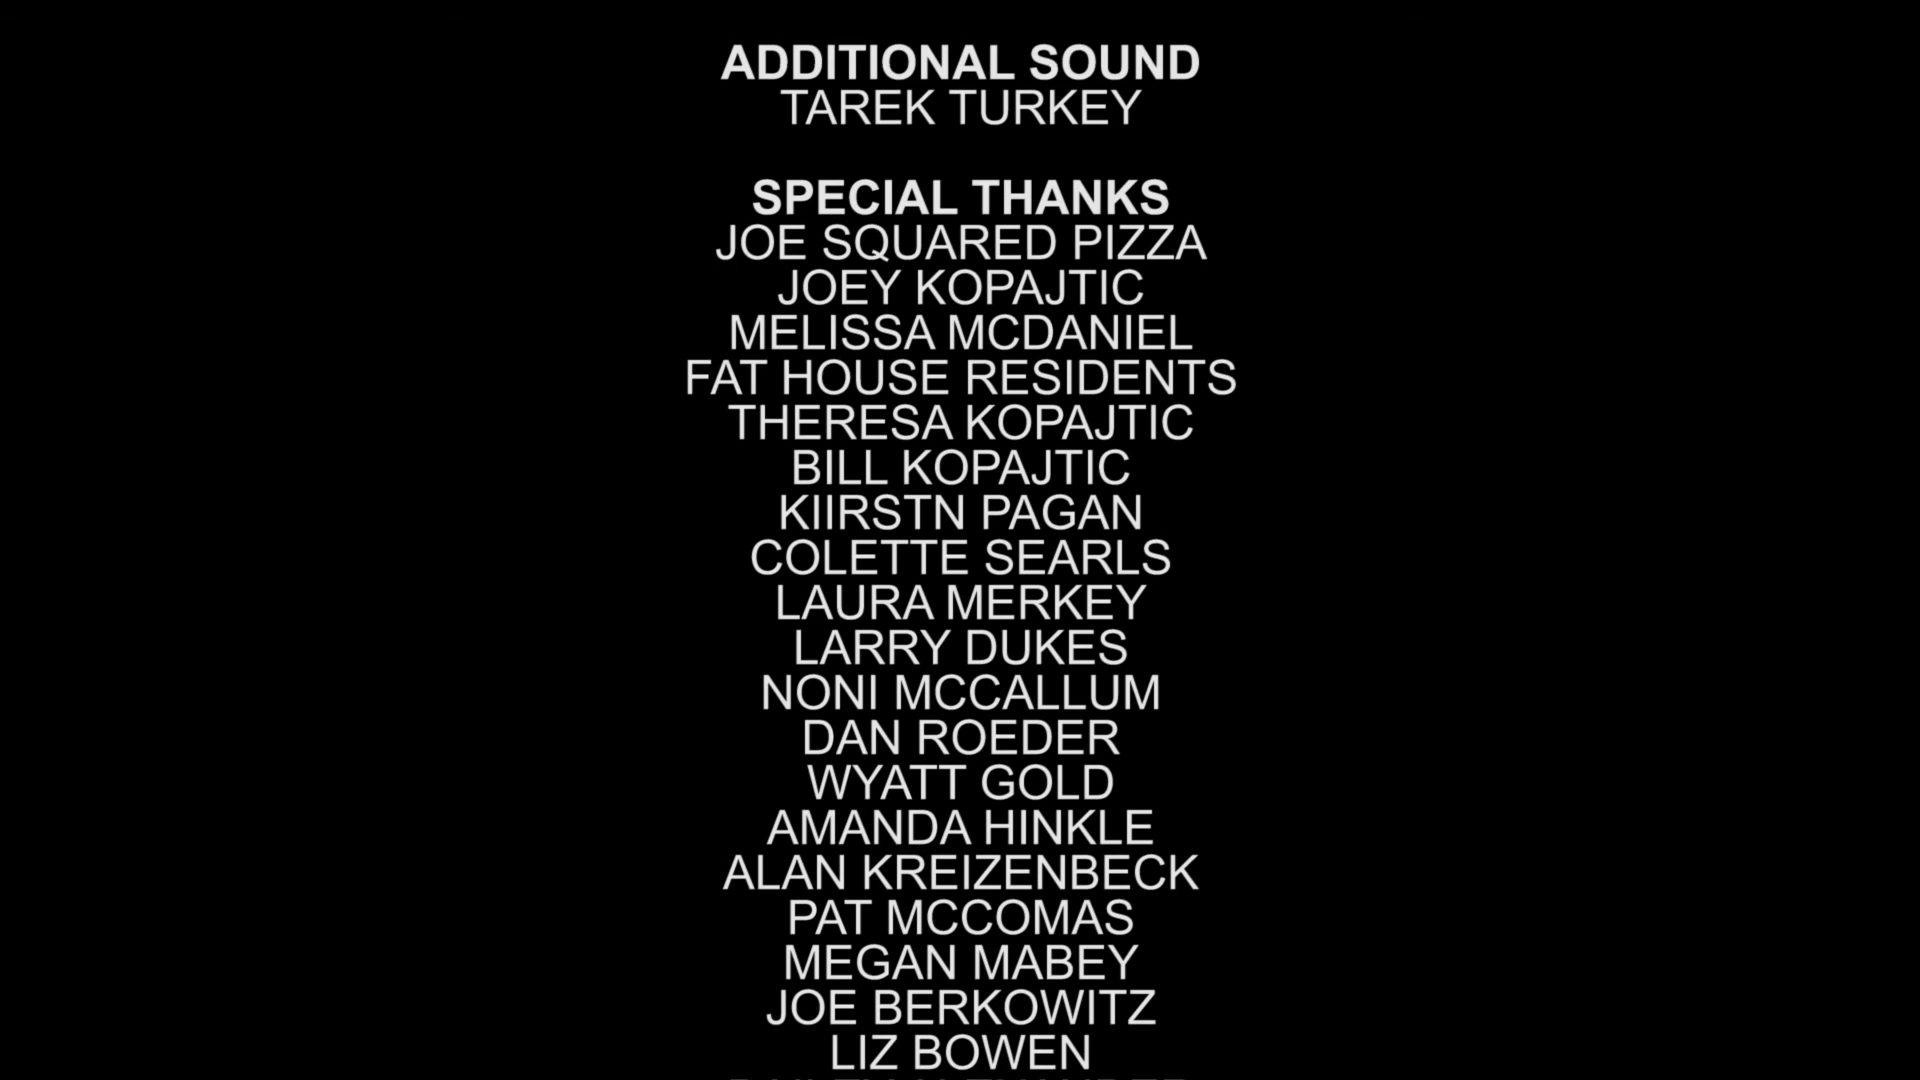 ADDITIONAL SOUND
TAREK TURKEY
SPECIAL THANKS
JOE SQUARED PIZZA
JOEY KOPAJTIC
MELISSA MCDANIEL
FAT HOUSE RESIDENTS
THERESA KOPAJTIC
BILL KOPAJTIC
KIIRSTN PAGAN
COLETTE SEARLS
LAURA MERKEY
LARRY DUKES
NONI MCCALLUM
DAN ROEDER
WYATT GOLD
AMANDA HINKLE
ALAN KREIZENBECK
PAT MCCOMAS
MEGAN MABEY
JOE BERKOWITZ
LIZ BOWEN